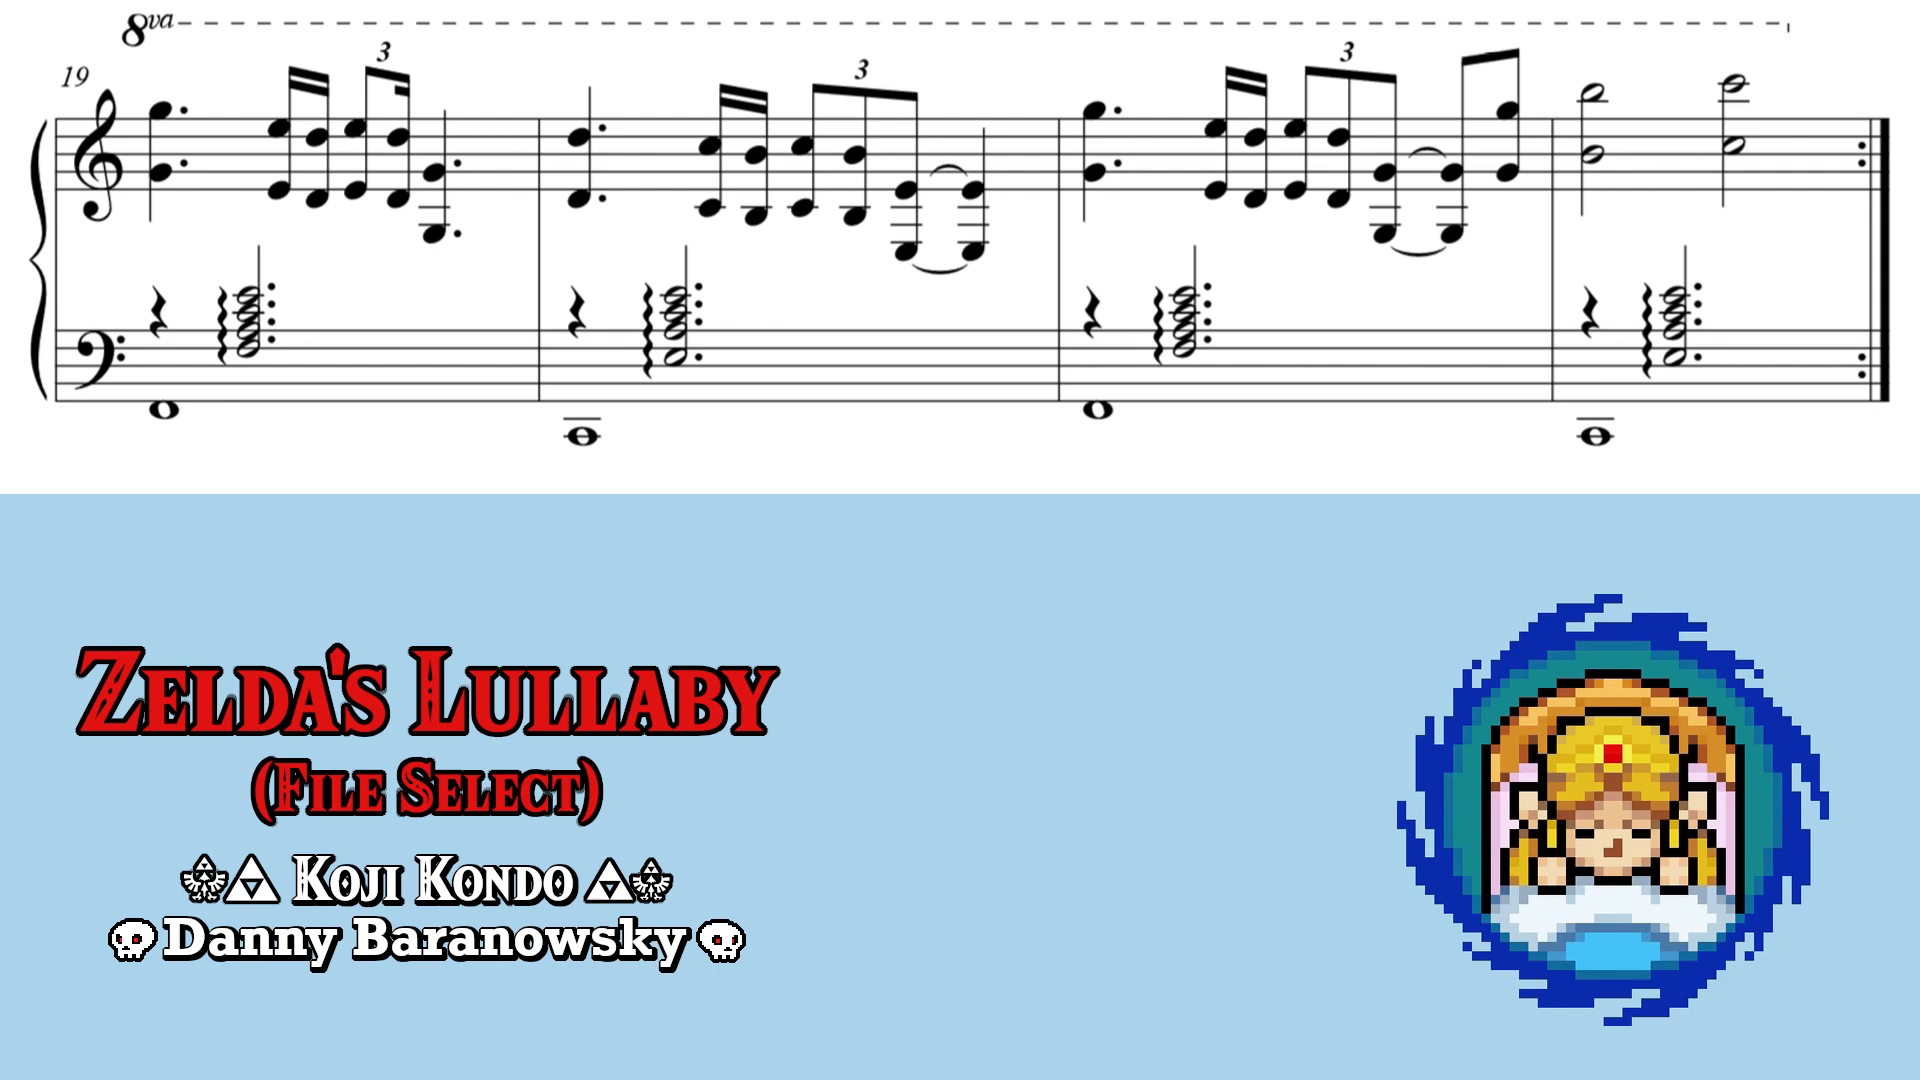 8va
19
3
3
3
Zelda's Lullaby
(File Select)
Koji Kondo
Danny Baranowsky